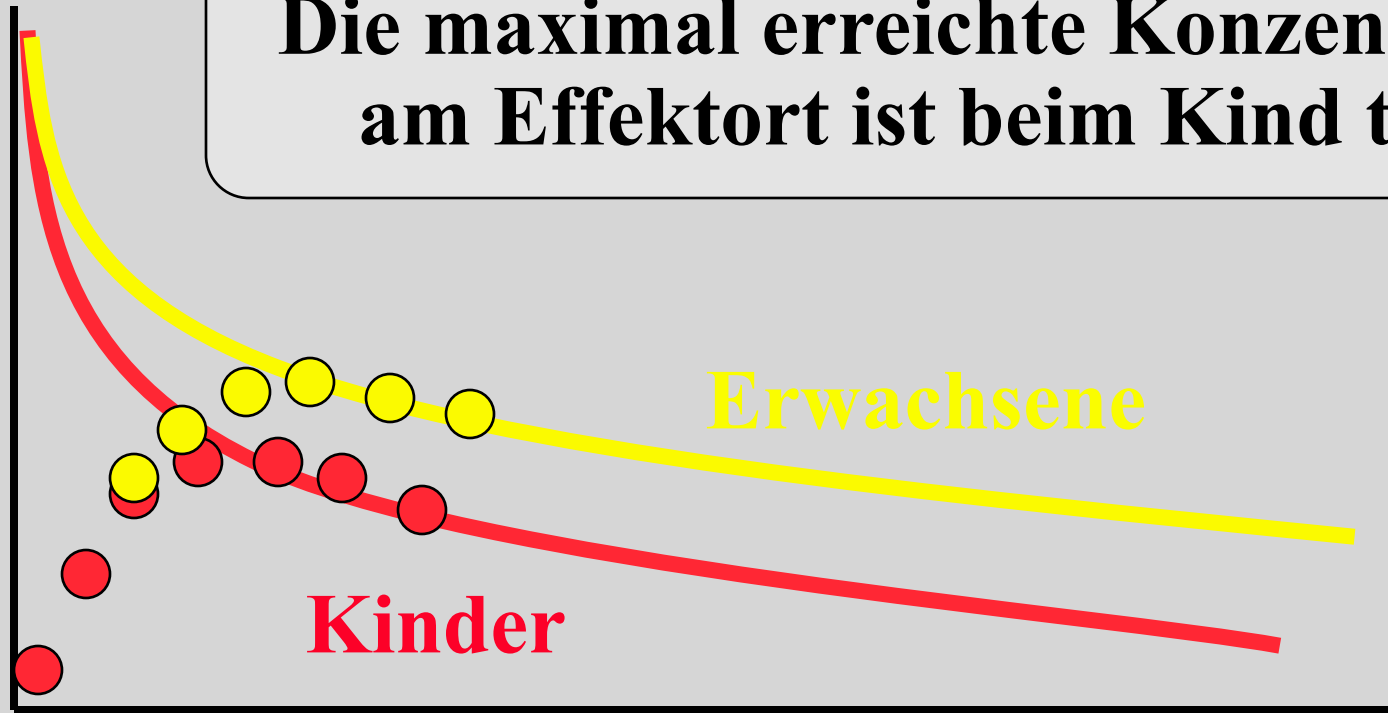 Die maximal erreichte Konzen
am Effektort ist beim Kind t
Erwachsene
Kinder